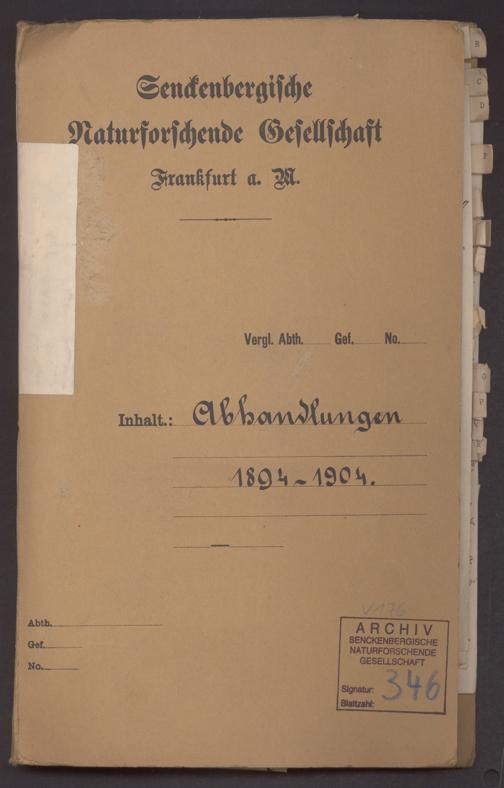 Senckenbergische
Naturforschende Gesellschaft
Frankfurt a. M.
Vergl. Abth. Gef. No.
Inhalt.: Abhandlungen
1894 - 1904.
Abth.
Gef.
No.
V176
ARCHIV
SENCKENBERGISCHE
NATURFORSCHENDE
GESELLSCHAFT
Signatur: 346
Blattzahl:
B
C
D
F
O
P